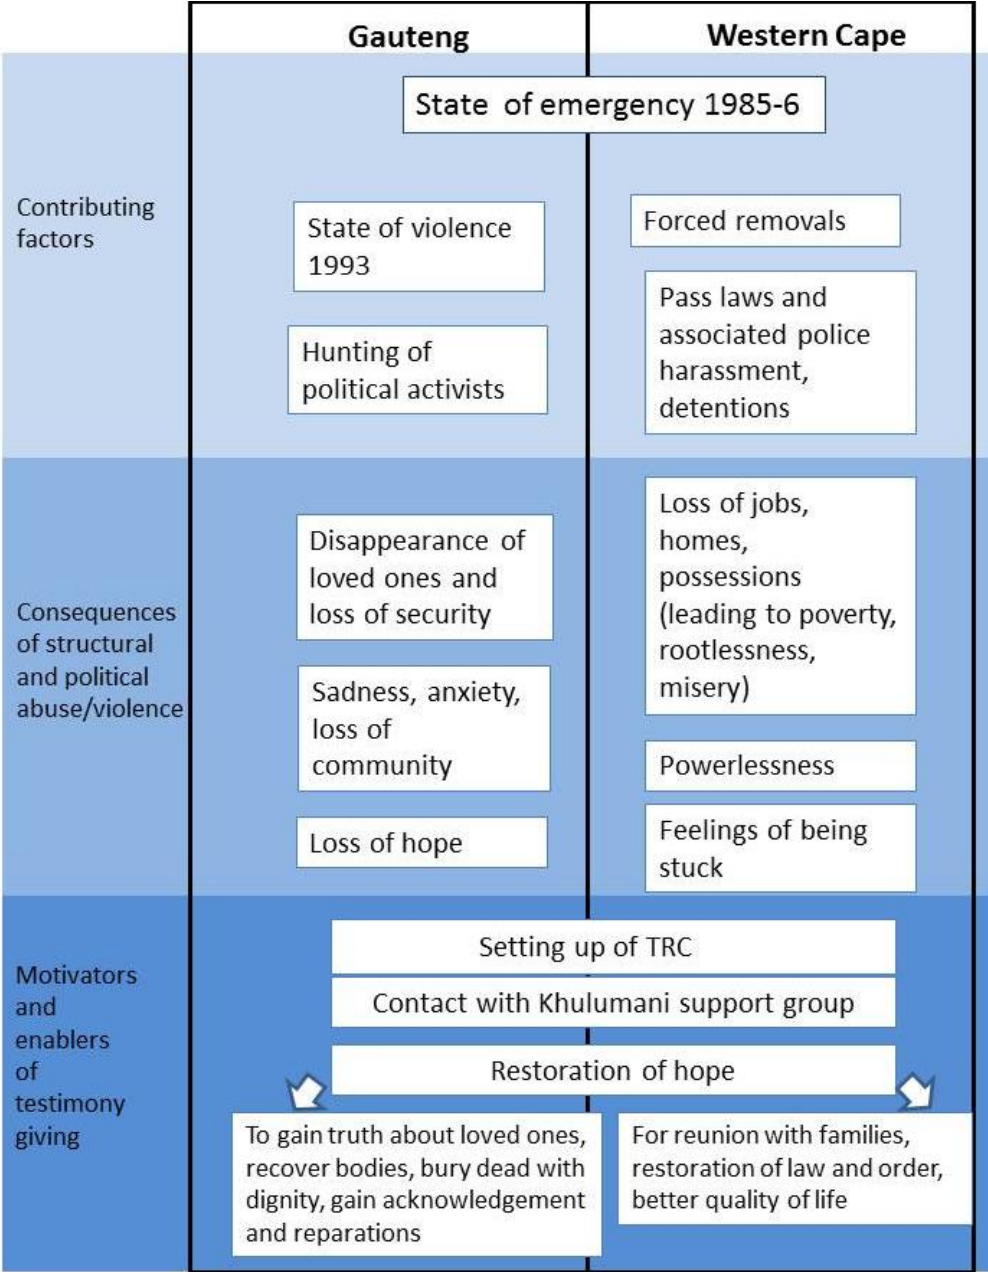 Gauteng
Western Cape
State of emergency 1985-6
Contributing
factors
State of violence
1993
Hunting of
political activists
Forced removals
Pass laws and
associated police
harassment,
detentions
Consequences
of structural
and political
abuse/violence
Disappearance of
loved ones and
loss of security
Sadness, anxiety,
loss of
community
Loss of hope
Loss of jobs,
homes,
possessions
(leading to poverty,
rootlessness,
misery)
Powerlessness
Feelings of being
stuck
Motivators
and
enablers
of
testimony
giving
Setting up of TRC
Contact with Khulumani support group
Restoration of hope
To gain truth about loved ones,
recover bodies, bury dead with
dignity, gain acknowledgement
and reparations
For reunion with families,
restoration of law and order,
better quality of life